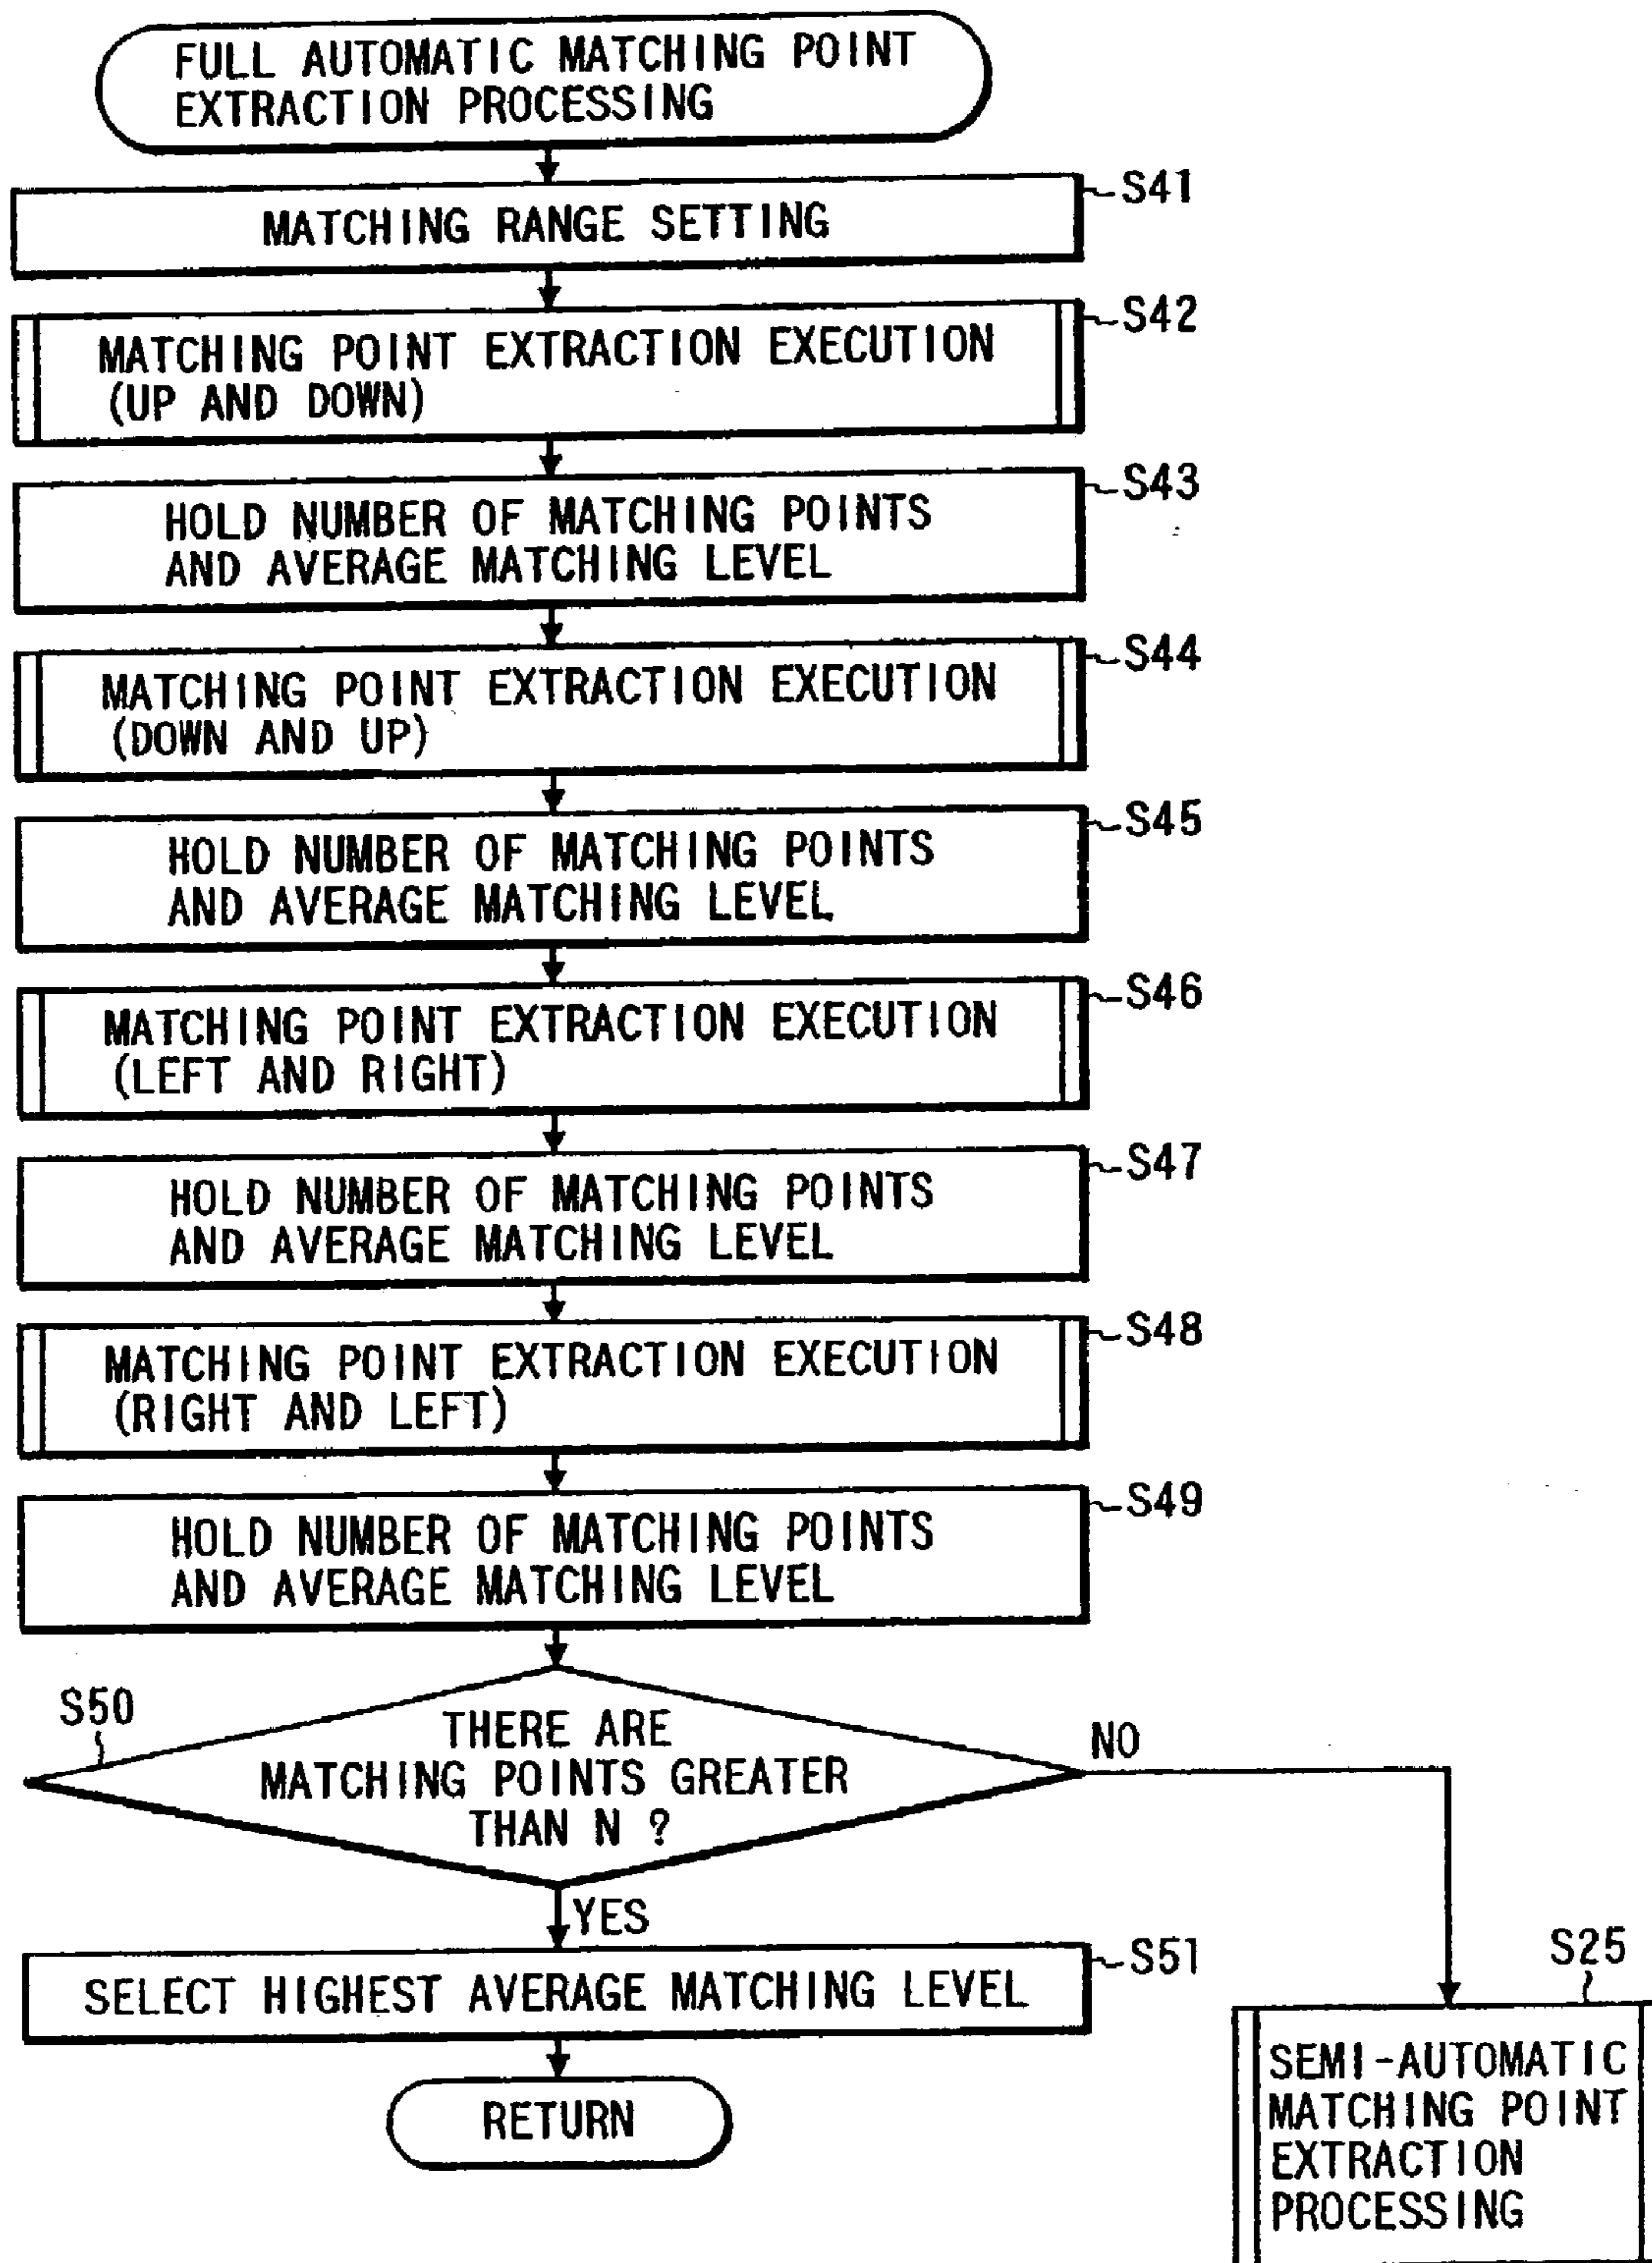 FULL AUTOMATIC MATCHING POINT
EXTRACTION PROCESSING
S41
MATCHING RANGE SETTING
S42
MATCHING POINT EXTRACTION EXECUTION
(UP AND DOWN)
S43
HOLD NUMBER OF MATCHING POINTS
AND AVERAGE MATCHING LEVEL
S44
MATCHING POINT EXTRACTION EXECUTION
(DOWN AND UP)
S45
HOLD NUMBER OF MATCHING POINTS
AND AVERAGE MATCHING LEVEL
S46
MATCHING POINT EXTRACTION EXECUTION
(LEFT AND RIGHT)
S47
HOLD NUMBER OF MATCHING POINTS
AND AVERAGE MATCHING LEVEL
S48
MATCHING POINT EXTRACTION EXECUTION
(RIGHT AND LEFT)
S49
HOLD NUMBER OF MATCHING POINTS
AND AVERAGE MATCHING LEVEL
S50
THERE ARE
MATCHING POINTS GREATER
THAN N ?
NO
YES
S51
SELECT HIGHEST AVERAGE MATCHING LEVEL
RETURN
S25
SEMI-AUTOMATIC
MATCHING POINT
EXTRACTION
PROCESSING